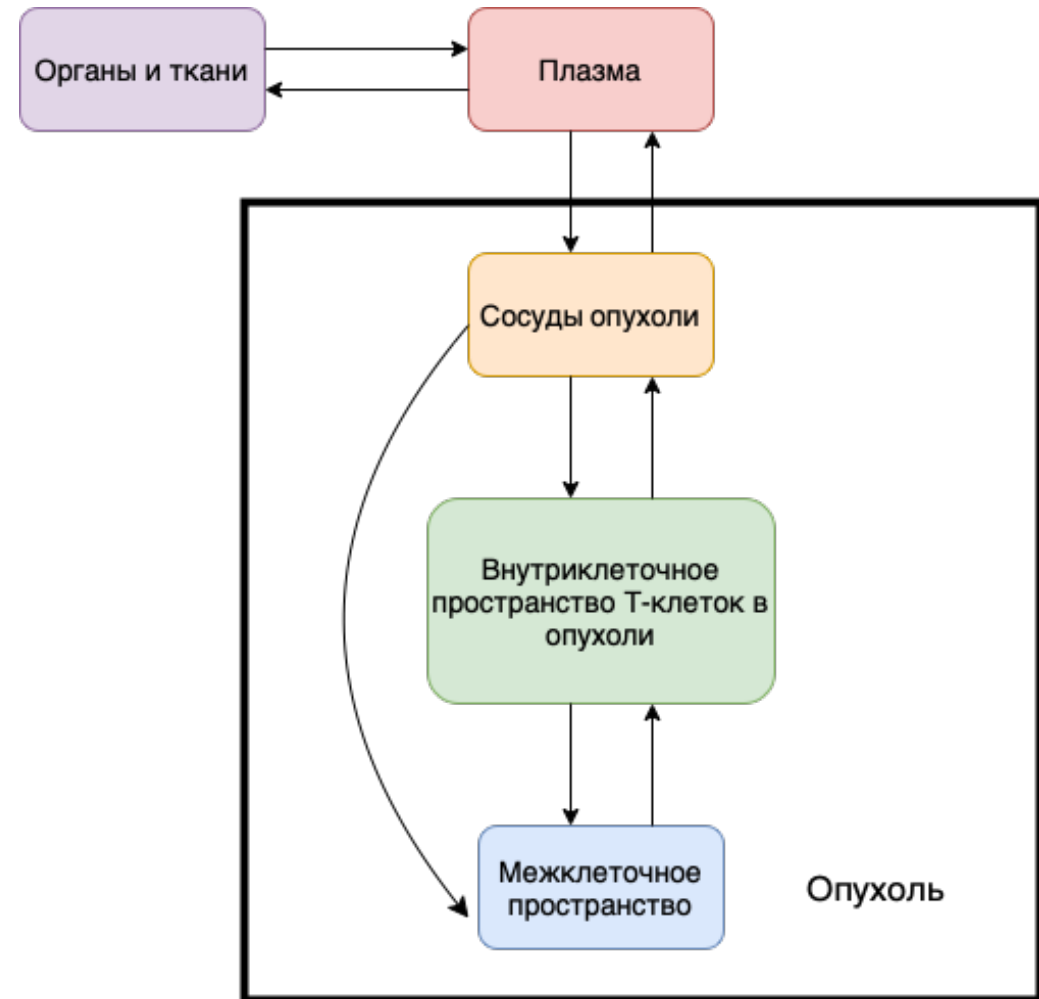 Органы и ткани
Плазма
Сосуды опухоли
Внутриклеточное
пространство Т-клеток в
опухоли
Межклеточное
пространство
Опухоль